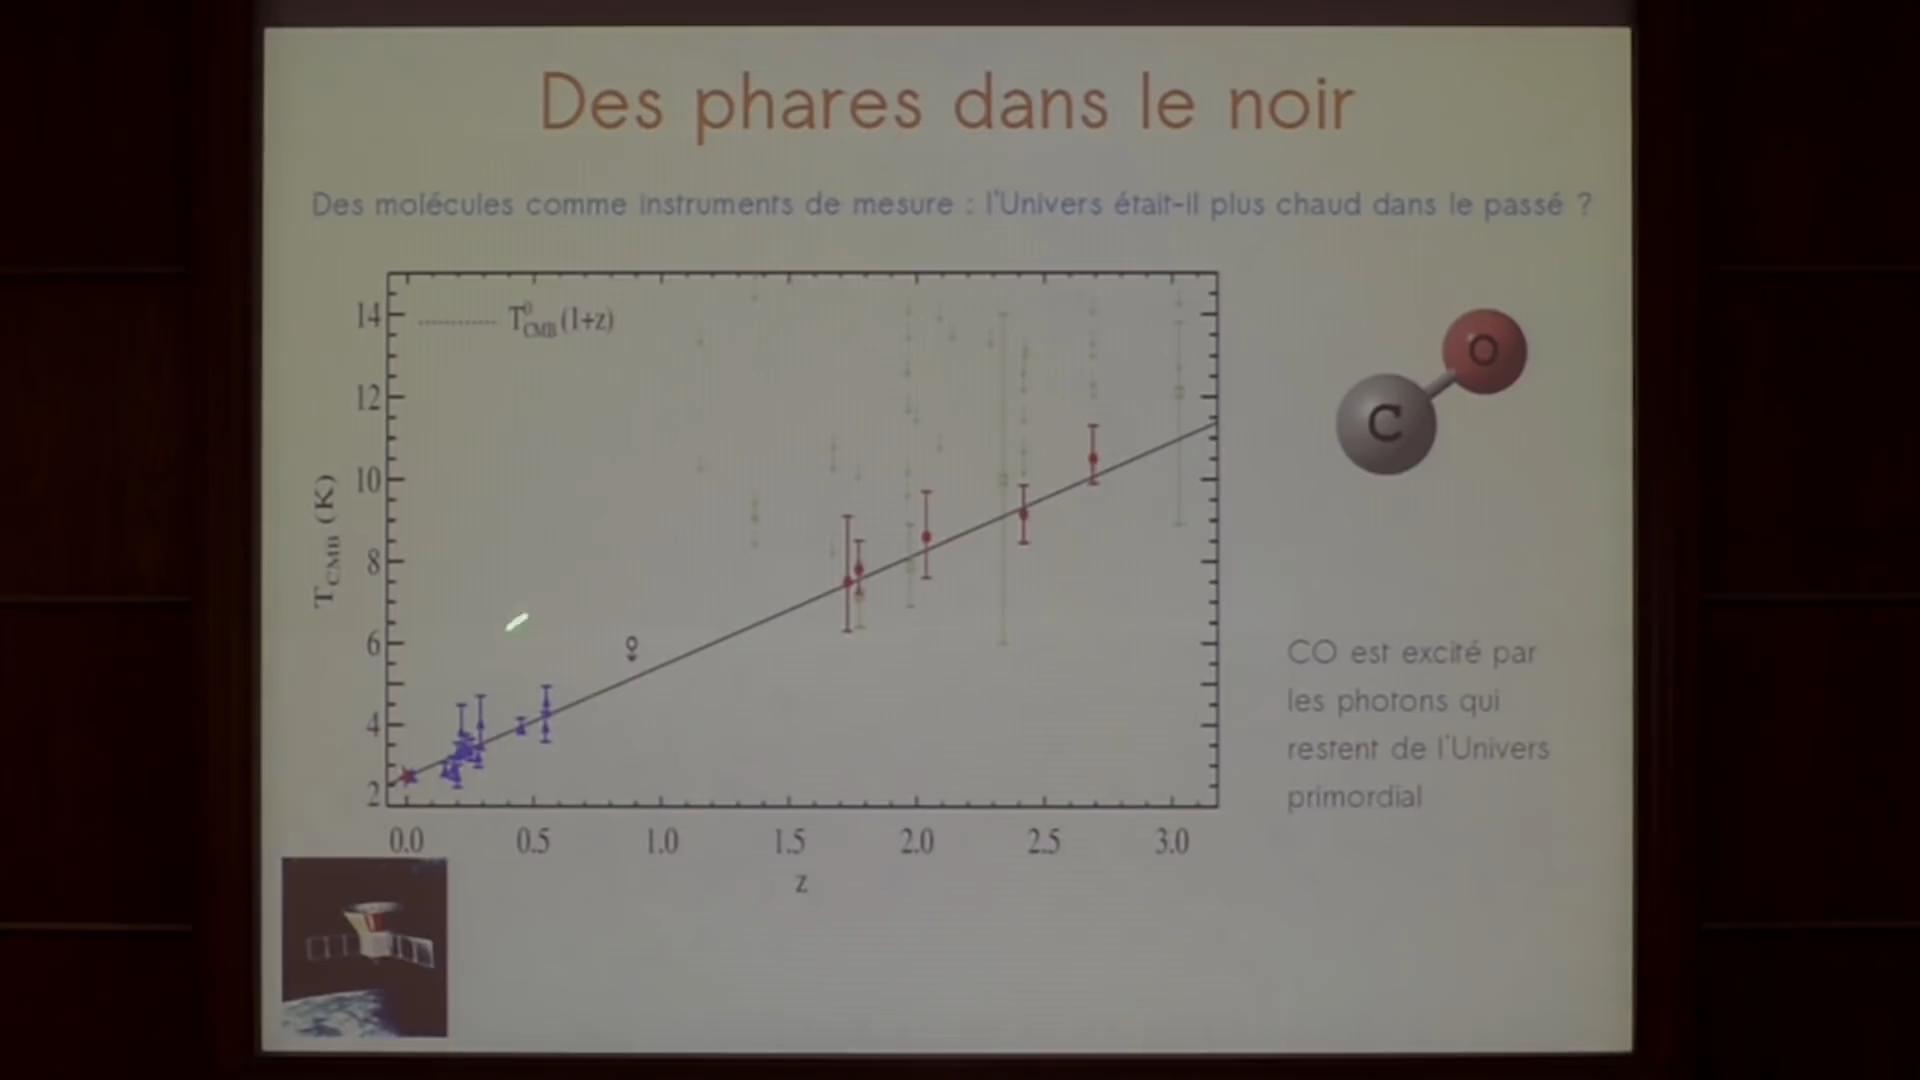 Des phares dans le noir
Des molécules comme instruments de mesure : l'Univers était-il plus chaud dans le passé ?
T⁰CMB (1+z)
14
12
10
8
6
4
2
TCMB (K)
0.0 0.5 1.0 1.5 2.0 2.5 3.0
z
O
C
CO est excité par
les photons qui
restent de l'Univers
primordial